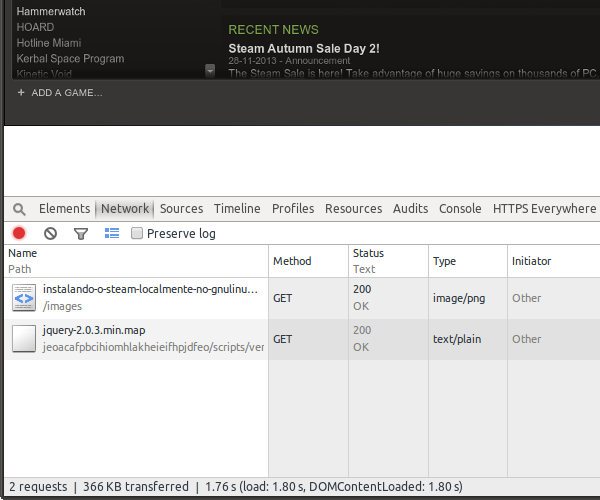 Hammerwatch
HOARD
Hotline Miami
Kerbal Space Program
Kinetic Void
+ ADD A GAME...
RECENT NEWS
Steam Autumn Sale Day 2!
28-11-2013 - Announcement
The Steam Sale is here! Take advantage of huge savings on thousands of PC,
Elements Network Sources Timeline Profiles Resources Audits Console HTTPS Everywhere
Preserve log
Name Path Method Status Text Type Initiator
instalando-o-steam-localmente-no-gnulinu... /images GET 200 OK image/png Other
jquery-2.0.3.min.map jeoacafpbcihiomhlakheieifhpjdfeo/scripts/ver GET 200 OK text/plain Other
2 requests | 366 KB transferred | 1.76 s (load: 1.80 s, DOMContentLoaded: 1.80 s)